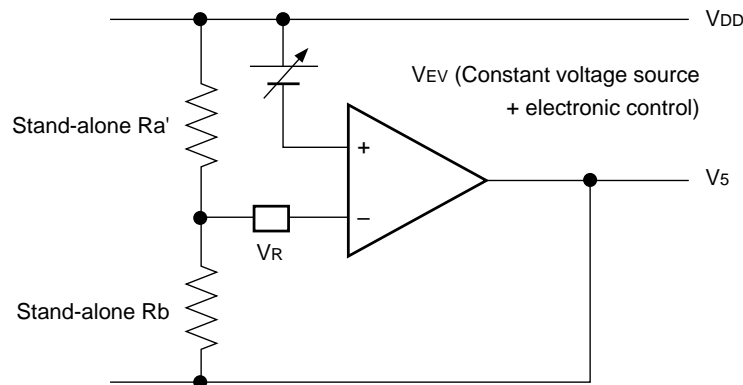 VDD
VEV (Constant voltage source
+ electronic control)
Stand-alone Ra'
+
V5
−
VR
Stand-alone Rb